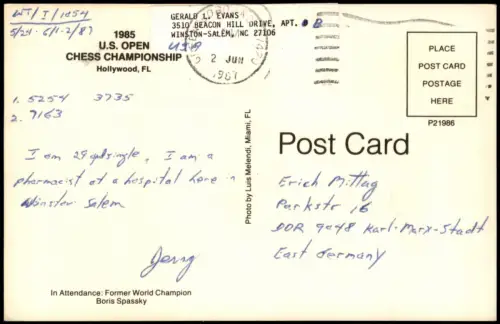 WT/I/1054
5/24 - 6/1-2/87
1985
U.S. OPEN
CHESS CHAMPIONSHIP
Hollywood, FL
GERALD L. EVANS
3510 BEACON HILL DRIVE, APT. B
WINSTON-SALEM, NC 27106
USA
2 JUN
1987
PLACE
POST CARD
POSTAGE
HERE
P21986
1. 5254 3735
2. 7163
I am 29 & single, I am a
pharmacist at a hospital here in
Winston Salem
Jerry
Photo by Luis Melendi, Miami, FL
Post Card
Erich Mittag
Parkstr 16
DDR 9048 Karl-Marx-Stadt
East Germany
In Attendance: Former World Champion
Boris Spassky